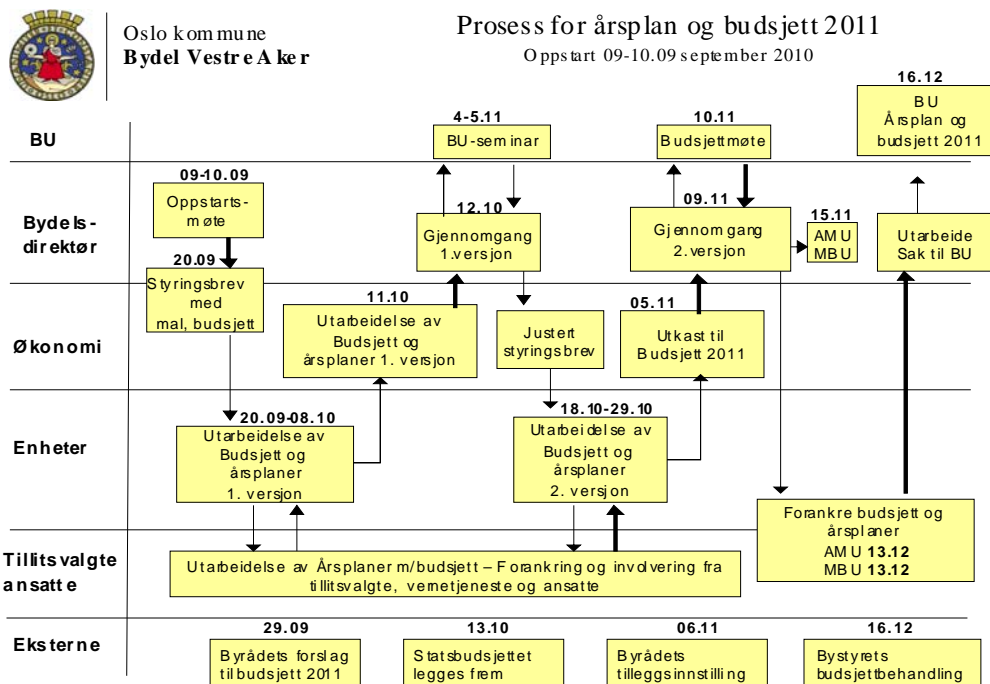 Oslo kommune
Bydel Vestre Aker
Prosess for årsplan og budsjett 2011
Oppstart 09-10.09 september 2010
16.12
BU
Årsplan og
budsjett 2011
BU
4-5.11
BU-seminar
10.11
Budsjettmøte
Bydels-
direktør
09-10.09
Oppstarts-
møte
12.10
Gjennomgang
1.versjon
09.11
Gjennomgang
2.versjon
15.11
AMU
MBU
Utarbeide
Sak til BU
20.09
Styringsbrev
med
mal, budsjett
Økonomi
11.10
Utarbeidelse av
Budsjett og
årsplaner 1. versjon
Justert
styringsbrev
05.11
Utkast til
Budsjett 2011
Enheter
20.09-08.10
Utarbeidelse av
Budsjett og
årsplaner
1. versjon
18.10-29.10
Utarbeidelse av
Budsjett og
årsplaner
2. versjon
Forankre budsjett og
årsplaner
AMU 13.12
MBU 13.12
Tillitsvalgte
ansatte
Utarbeidelse av Årsplaner m/budsjett – Forankring og involvering fra
tillitsvalgte, vernetjeneste og ansatte
Eksterne
29.09
Byrådets forslag
til budsjett 2011
13.10
Statsbudsjettet
legges frem
06.11
Byrådets
tilleggsinnstilling
16.12
Bystyrets
budsjettbehandling